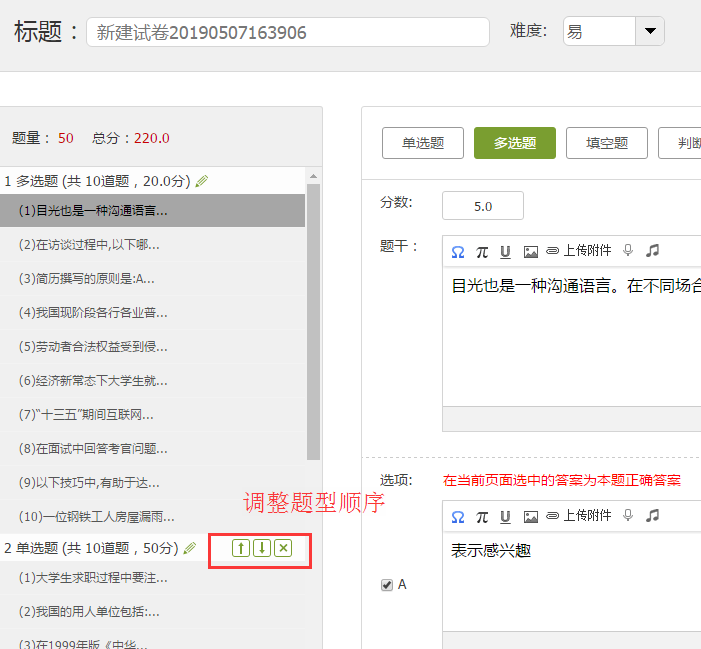 标题： 新建试卷20190507163906 难度: 易
题量： 50 总分：220.0
单选题 多选题 填空题 判断
1 多选题 (共 10道题，20.0分)
(1)目光也是一种沟通语言...
(2)在访谈过程中,以下哪...
(3)简历撰写的原则是:A...
(4)我国现阶段各行各业普...
(5)劳动者合法权益受到侵...
(6)经济新常态下大学生就...
(7)“十三五”期间互联网...
(8)在面试中回答考官问题...
(9)以下技巧中,有助于达...
(10)一位钢铁工人房屋漏雨...
调整题型顺序
2 单选题 (共 10道题，50分)
(1)大学生求职过程中要注...
(2)我国的用人单位包括:...
(3)在1999年版《中华...
分数: 5.0
题干：
Ω π U 上传附件
目光也是一种沟通语言。在不同场合
选项: 在当前页面选中的答案为本题正确答案
Ω π U 上传附件
表示感兴趣
A